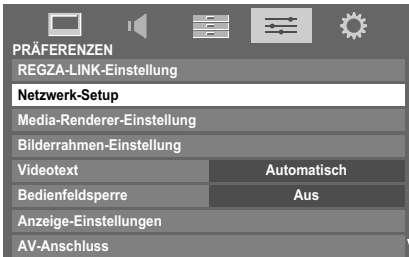 PRÄFERENZEN
REGZA-LINK-Einstellung
Netzwerk-Setup
Media-Renderer-Einstellung
Bilderrahmen-Einstellung
Videotext Automatisch
Bedienfeldsperre Aus
Anzeige-Einstellungen
AV-Anschluss